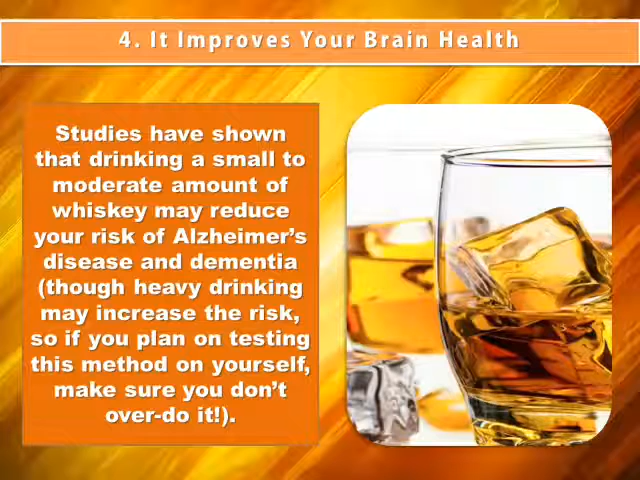 4. It Improves Your Brain Health
Studies have shown
that drinking a small to
moderate amount of
whiskey may reduce
your risk of Alzheimer’s
disease and dementia
(though heavy drinking
may increase the risk,
so if you plan on testing
this method on yourself,
make sure you don’t
over-do it!).